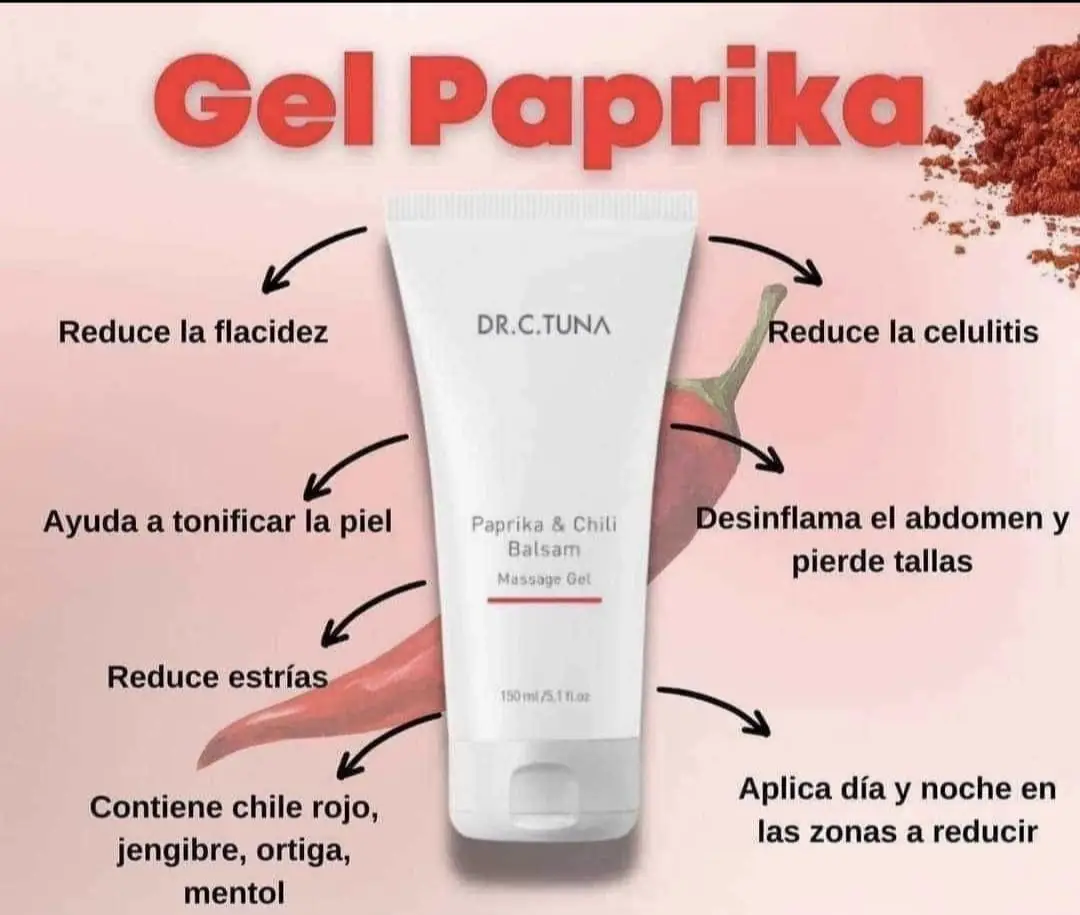 Gel Paprika
Reduce la flacidez
DR.C.TUNA
Reduce la celulitis
Ayuda a tonificar la piel
Paprika & Chili
Balsam
Massage Gel
Desinflama el abdomen y
pierde tallas
Reduce estrías
150 ml/5.1 fl.oz
Contiene chile rojo,
jengibre, ortiga,
mentol
Aplica día y noche en
las zonas a reducir